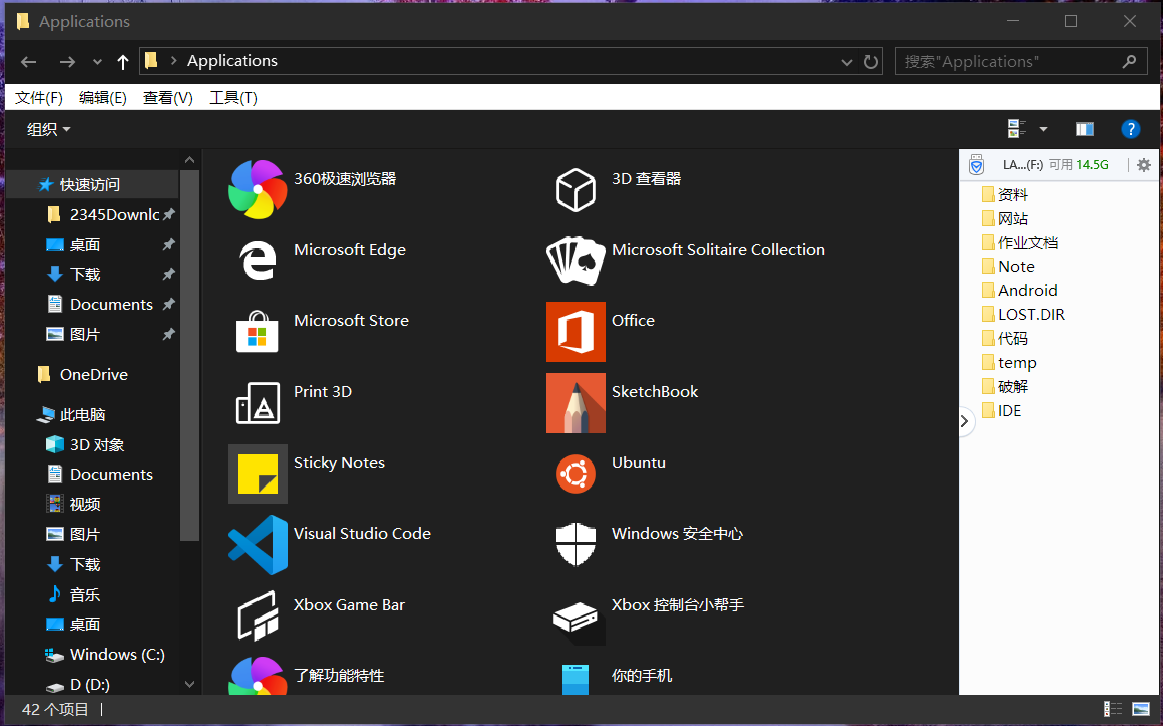 Applications
Applications
搜索"Applications"
文件(F) 编辑(E) 查看(V) 工具(T)
组织
?
快速访问
2345Downlc
桌面
下载
Documents
图片
OneDrive
此电脑
3D 对象
Documents
视频
图片
下载
音乐
桌面
Windows (C:)
D (D:)
360极速浏览器
3D 查看器
Microsoft Edge
Microsoft Solitaire Collection
Microsoft Store
Office
Print 3D
SketchBook
Sticky Notes
Ubuntu
Visual Studio Code
Windows 安全中心
Xbox Game Bar
Xbox 控制台小帮手
了解功能特性
你的手机
LA...(F:) 可用 14.5G
资料
网站
作业文档
Note
Android
LOST.DIR
代码
temp
破解
IDE
42 个项目